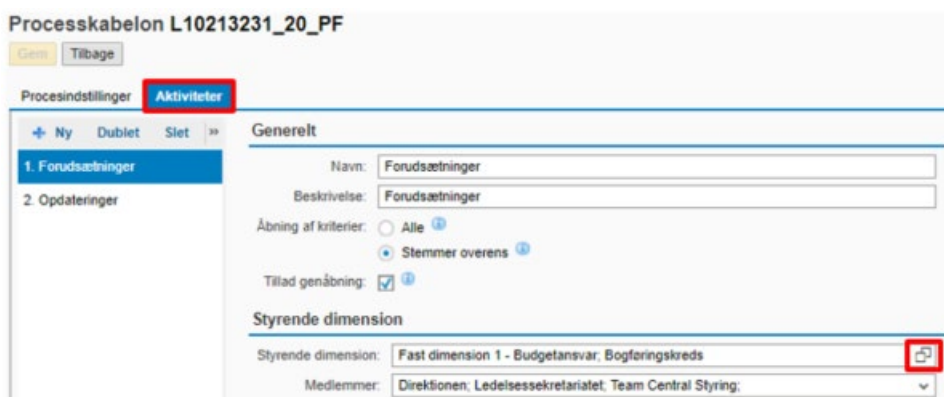 Processkabelon L10213231_20_PF
Gem Tilbage
Procesindstillinger Aktiviteter
Ny Dublet Slet »
1. Forudsætninger
2. Opdateringer
Generelt
Navn: Forudsætninger
Beskrivelse: Forudsætninger
Åbning af kriterier: Alle
Stemmer overens
Tillad genåbning:
Styrende dimension
Styrende dimension: Fast dimension 1 - Budgetansvar; Bogføringskreds
Medlemmer: Direktionen; Ledelsessekretariatet; Team Central Styring;